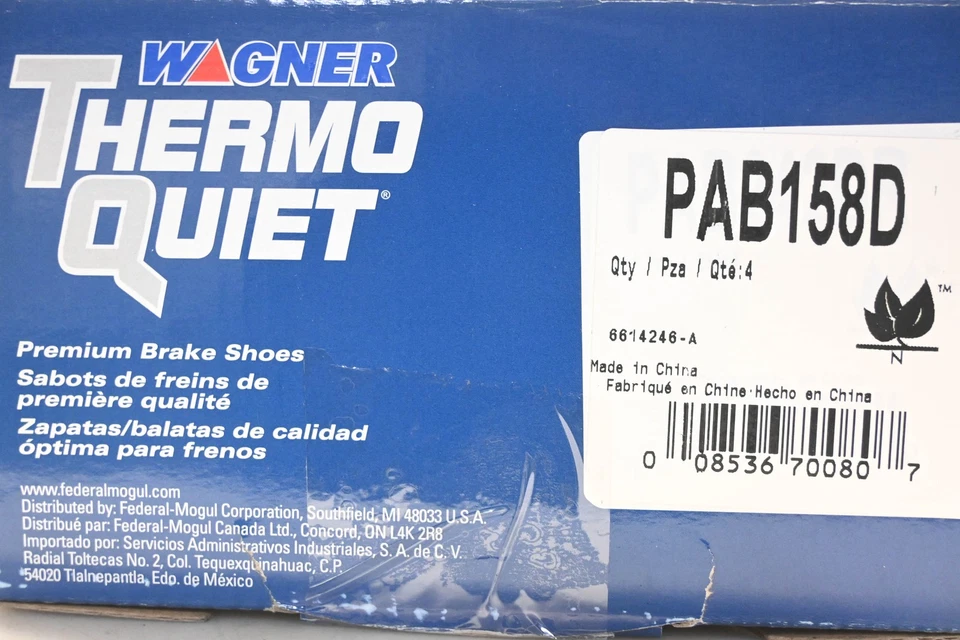 WAGNER
THERMO
QUIET®
Premium Brake Shoes
Sabots de freins de
première qualité
Zapatas/balatas de calidad
óptima para frenos
www.federalmogul.com
Distributed by: Federal-Mogul Corporation, Southfield, MI 48033 U.S.A.
Distribué par: Federal-Mogul Canada Ltd., Concord, ON L4K 2R8
Importado por: Servicios Administrativos Industriales, S. A. de C. V.
Radial Toltecas No. 2, Col. Tequexquinahuac, C.P.
54020 Tlalnepantla, Edo. de México
PAB158D
Qty / Pza / Qté:4
TM
N
6614246-A
Made in China
Fabriqué en Chine·Hecho en China
0 08536 70080 7